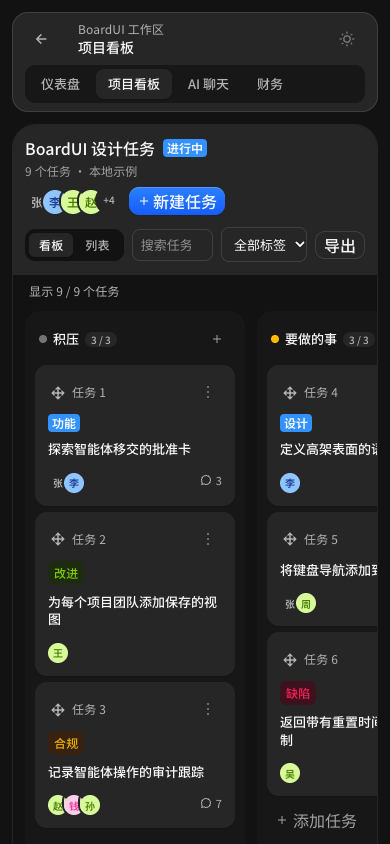 BoardUI 工作区
项目看板
仪表盘 项目看板 AI 聊天 财务
BoardUI 设计任务 进行中
9 个任务 • 本地示例
张 李 王 赵 +4 + 新建任务
看板 列表 搜索任务 全部标签 导出
显示 9 / 9 个任务
积压 3 / 3 +
任务 1
功能
探索智能体移交的批准卡
张 李 3
任务 2
改进
为每个项目团队添加保存的视
图
王
任务 3
合规
记录智能体操作的审计跟踪
赵 钱 孙 7
要做的事 3 / 3
任务 4
设计
定义高架表面的
李
任务 5
将键盘导航添加
张 周
任务 6
缺陷
返回带有重置时
制
吴
+ 添加任务